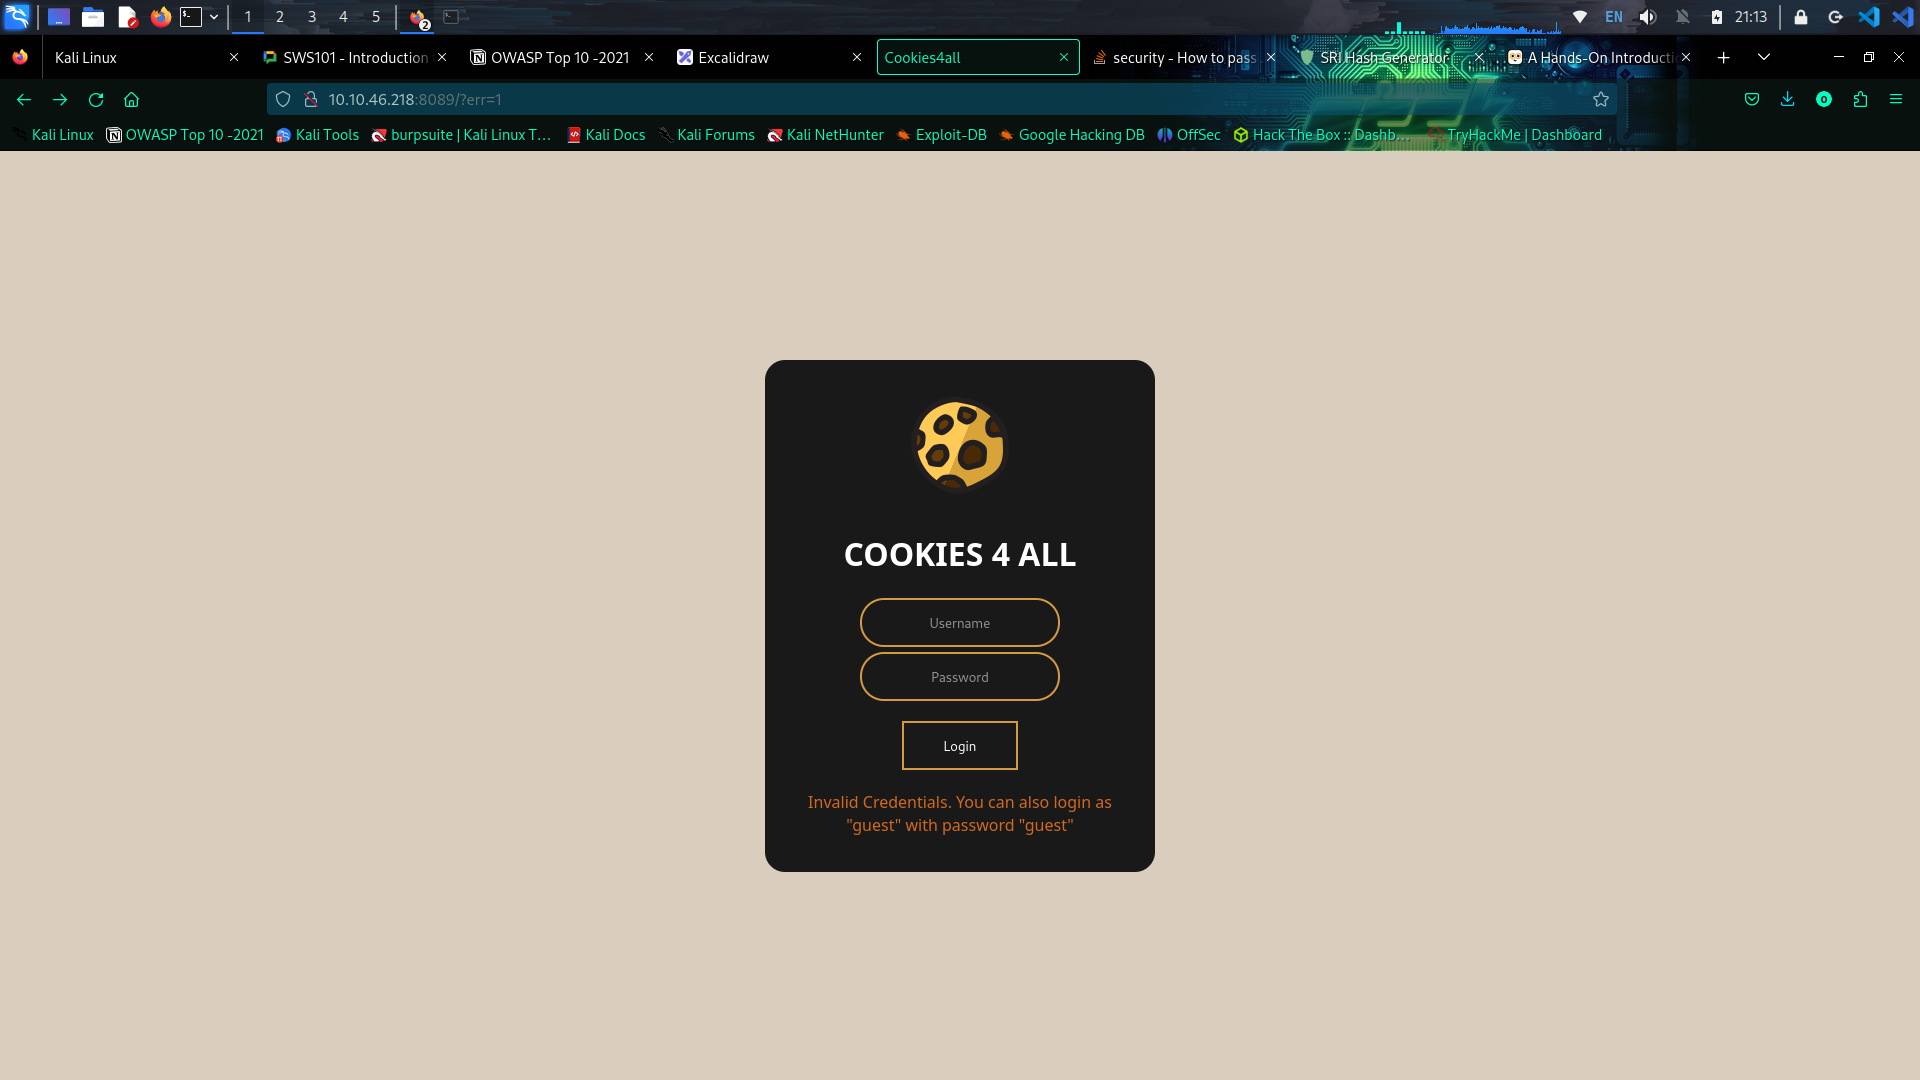 1 2 3 4 5 2 EN 21:13
Kali Linux SWS101 - Introduction OWASP Top 10 -2021 Excalidraw Cookies4all security - How to pass SRI Hash Generator A Hands-On Introducti
10.10.46.218:8089/?err=1
Kali Linux OWASP Top 10 -2021 Kali Tools burpsuite | Kali Linux T… Kali Docs Kali Forums Kali NetHunter Exploit-DB Google Hacking DB OffSec Hack The Box :: Dashb… TryHackMe | Dashboard
COOKIES 4 ALL
Username
Password
Login
Invalid Credentials. You can also login as
"guest" with password "guest"